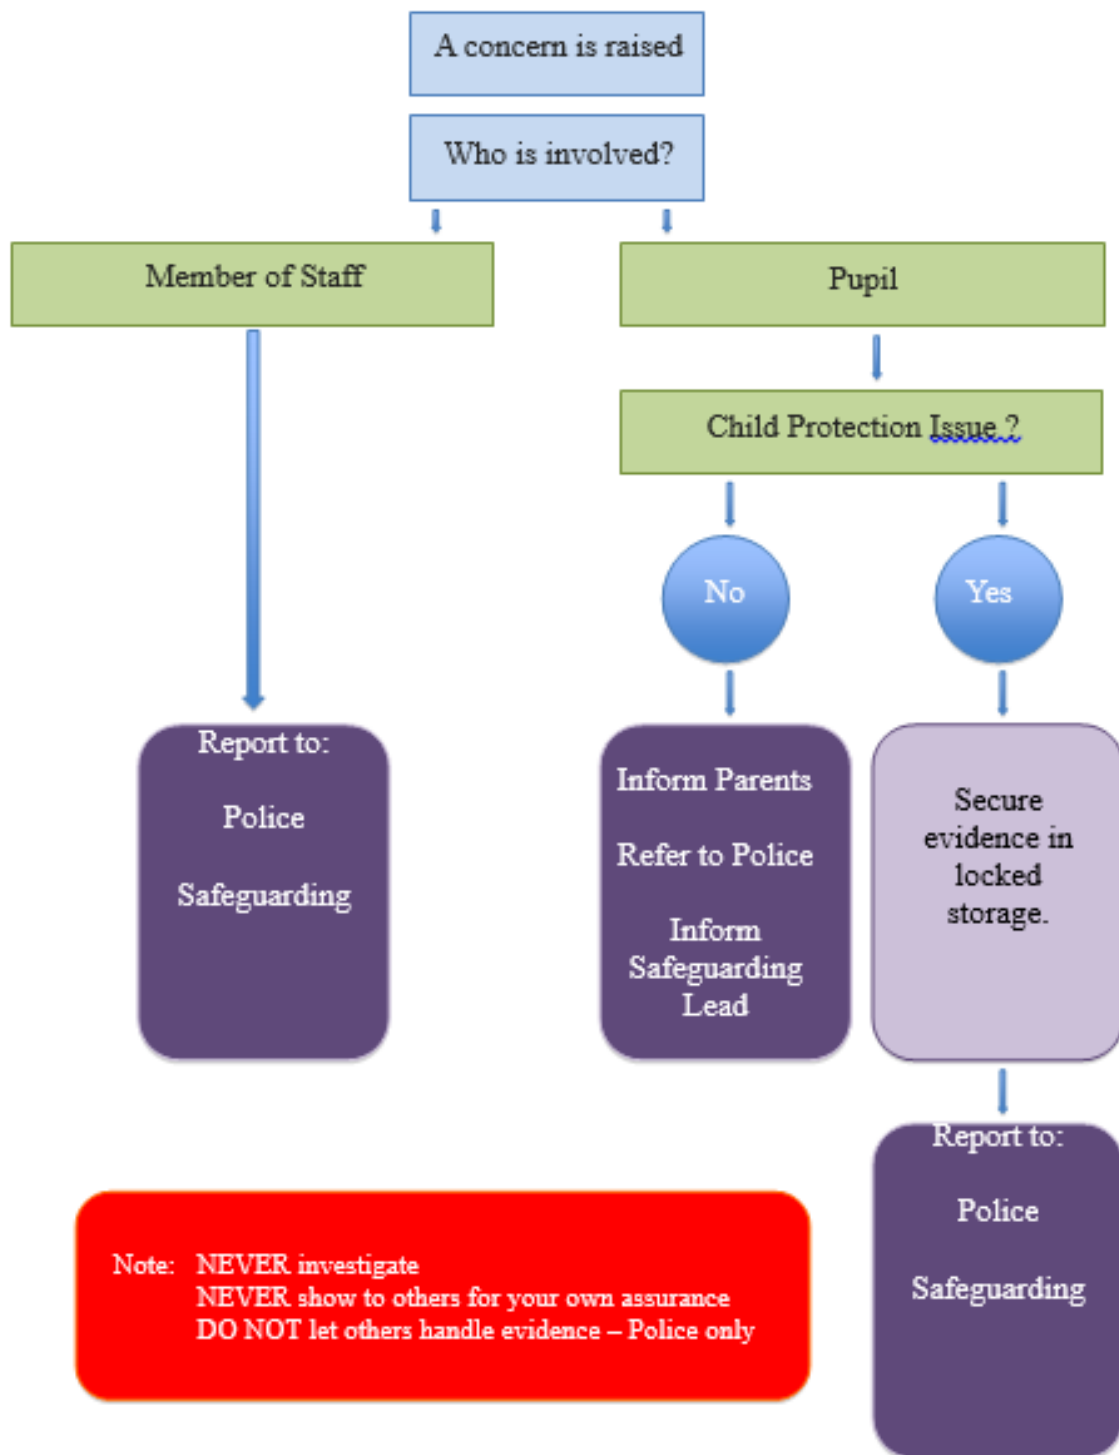 A concern is raised
Who is involved?
Member of Staff
Pupil
Child Protection Issue ?
No
Yes
Report to:
Police
Safeguarding
Inform Parents
Refer to Police
Inform
Safeguarding
Lead
Secure
evidence in
locked
storage.
Report to:
Police
Safeguarding
Note: NEVER investigate
NEVER show to others for your own assurance
DO NOT let others handle evidence – Police only